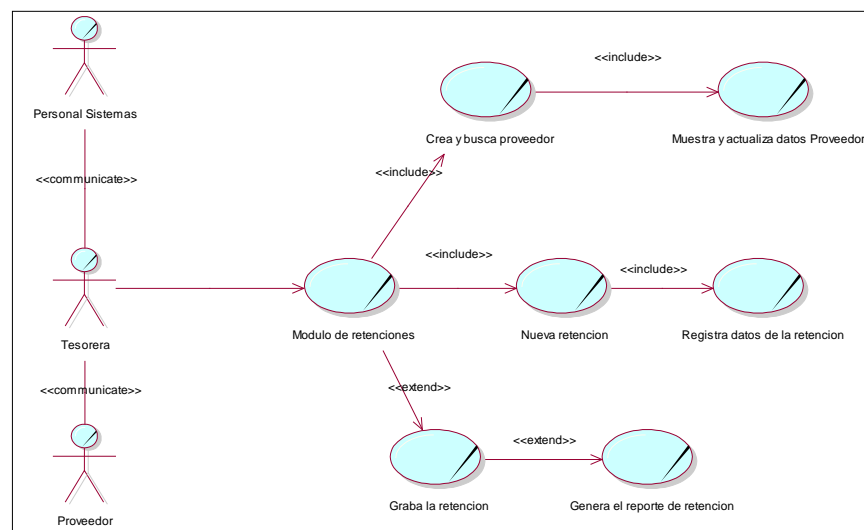 Personal Sistemas
<<communicate>>
Tesorera
<<communicate>>
Proveedor
Crea y busca proveedor
<<include>>
Muestra y actualiza datos Proveedor
<<include>>
Modulo de retenciones
<<include>>
Nueva retencion
<<include>>
Registra datos de la retencion
<<extend>>
Graba la retencion
<<extend>>
Genera el reporte de retencion